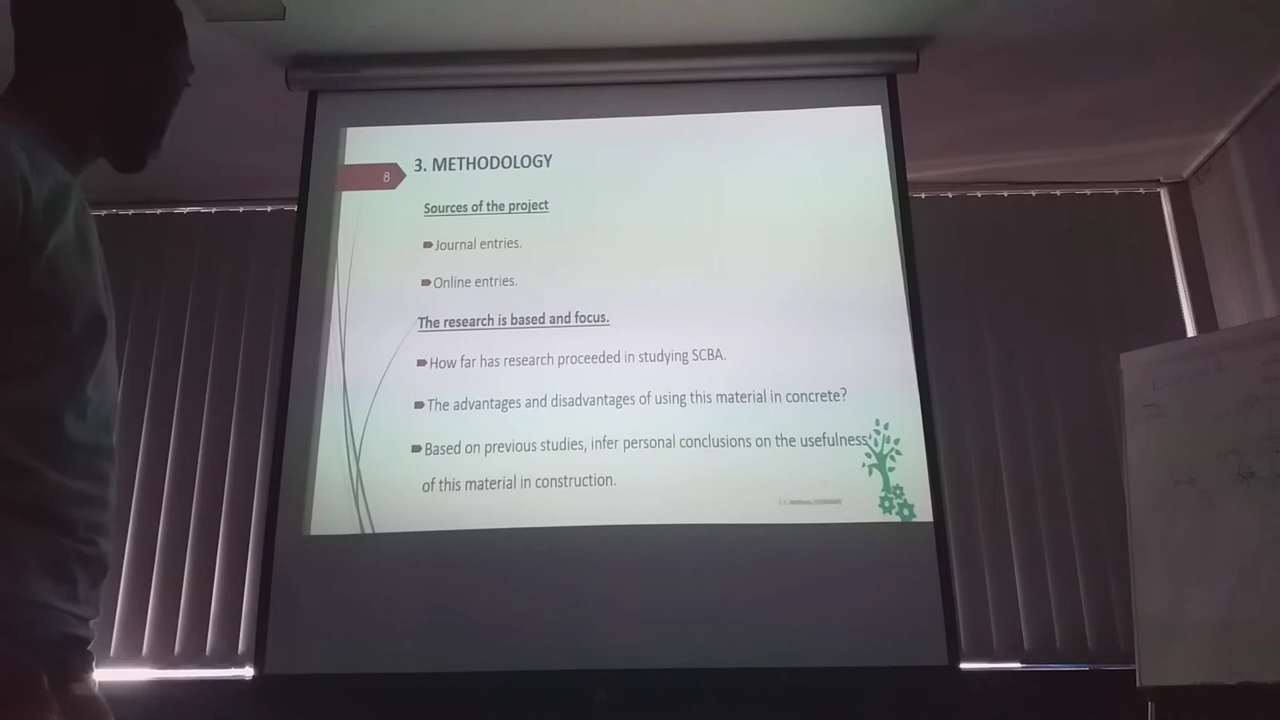 8
3. METHODOLOGY
Sources of the project
Journal entries.
Online entries.
The research is based and focus.
How far has research proceeded in studying SCBA.
The advantages and disadvantages of using this material in concrete?
Based on previous studies, infer personal conclusions on the usefulness
of this material in construction.